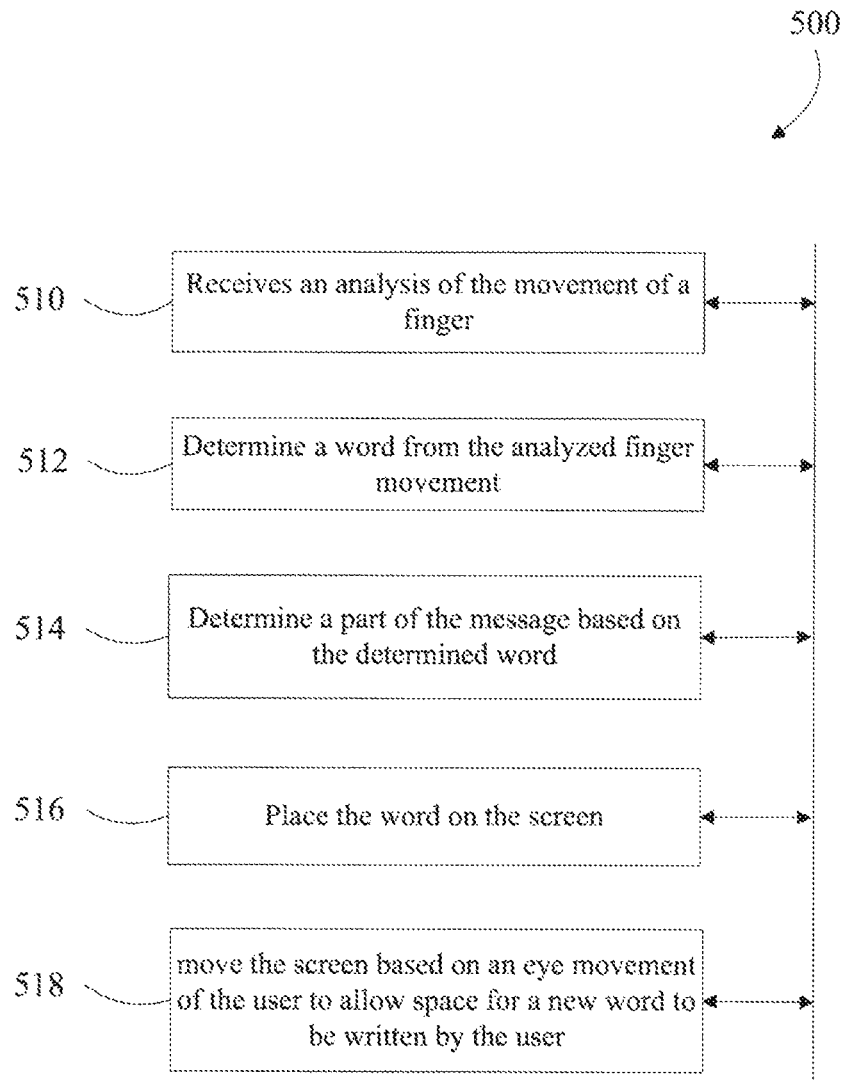 500
510
Receives an analysis of the movement of a
finger
512
Determine a word from the analyzed finger
movement
514
Determine a part of the message based on
the determined word
516
Place the word on the screen
518
move the screen based on an eye movement
of the user to allow space for a new word to
be written by the user